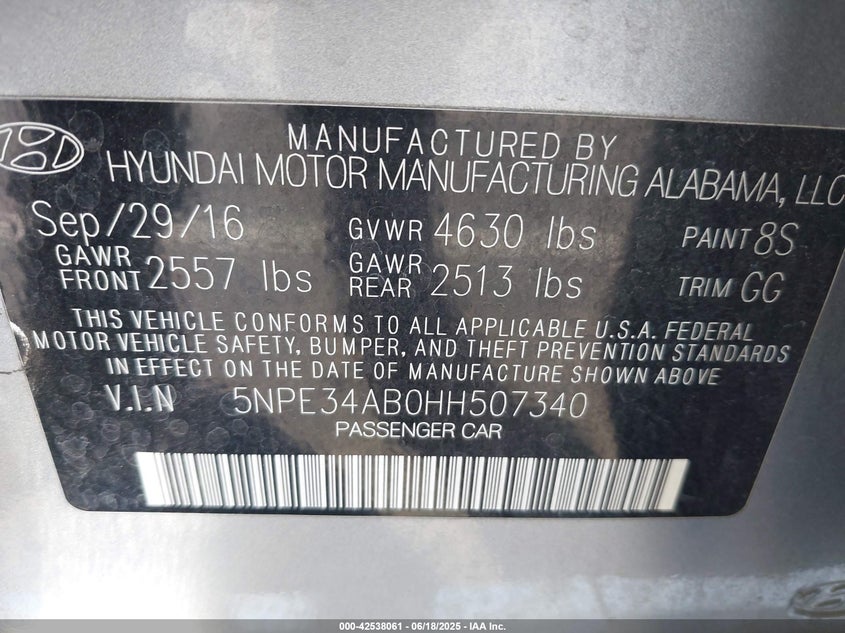 MANUFACTURED BY
HYUNDAI MOTOR MANUFACTURING ALABAMA, LLC
Sep/29/16 GVWR 4630 lbs PAINT 8S
GAWR FRONT 2557 lbs GAWR REAR 2513 lbs TRIM GG
THIS VEHICLE CONFORMS TO ALL APPLICABLE U.S.A. FEDERAL
MOTOR VEHICLE SAFETY, BUMPER, AND THEFT PREVENTION STANDARDS
IN EFFECT ON THE DATE OF MANUFACTURE SHOWN ABOVE
V.I.N 5NPE34AB0HH507340
PASSENGER CAR
000-42538061 - 06/18/2025 - IAA Inc.